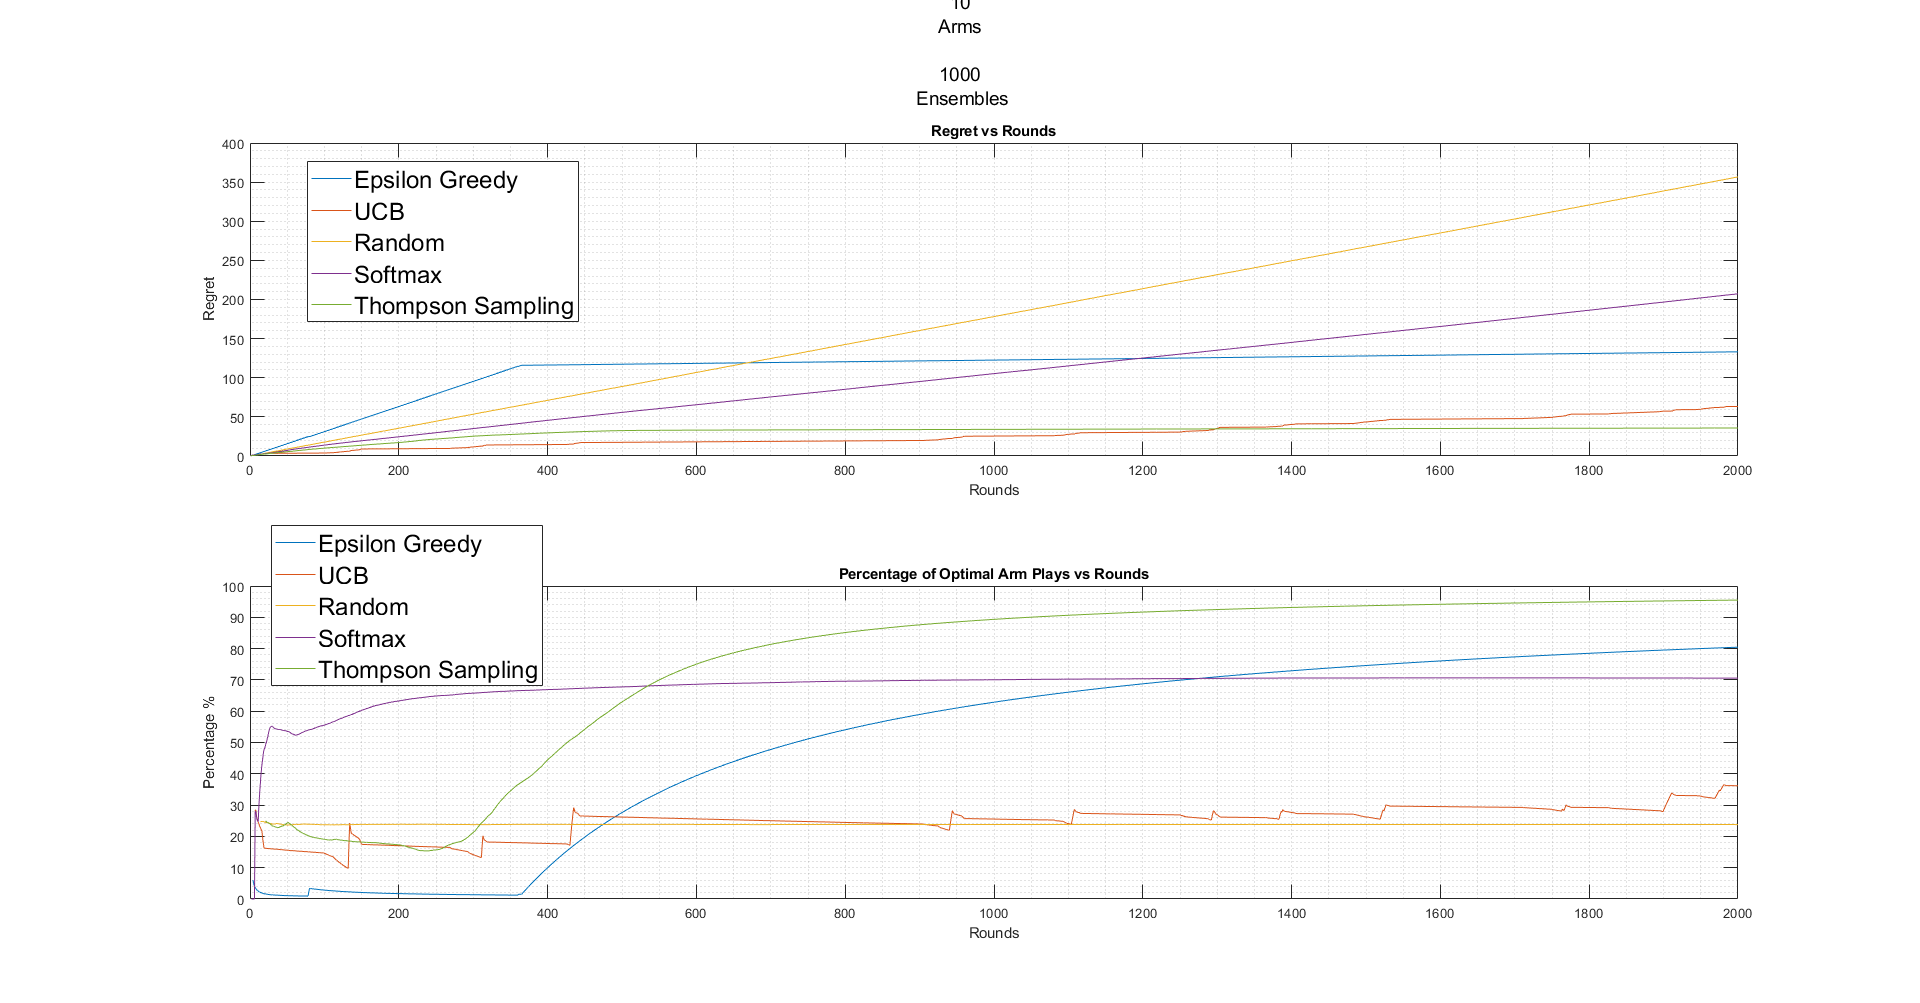 10
Arms
1000
Ensembles
Regret vs Rounds
400
350
300
250
200
150
100
50
0
Regret
Epsilon Greedy
UCB
Random
Softmax
Thompson Sampling
0 200 400 600 800 1000 1200 1400 1600 1800 2000
Rounds
Epsilon Greedy
UCB
Random
Softmax
Thompson Sampling
Percentage of Optimal Arm Plays vs Rounds
100
90
80
70
60
50
40
30
20
10
0
Percentage %
0 200 400 600 800 1000 1200 1400 1600 1800 2000
Rounds